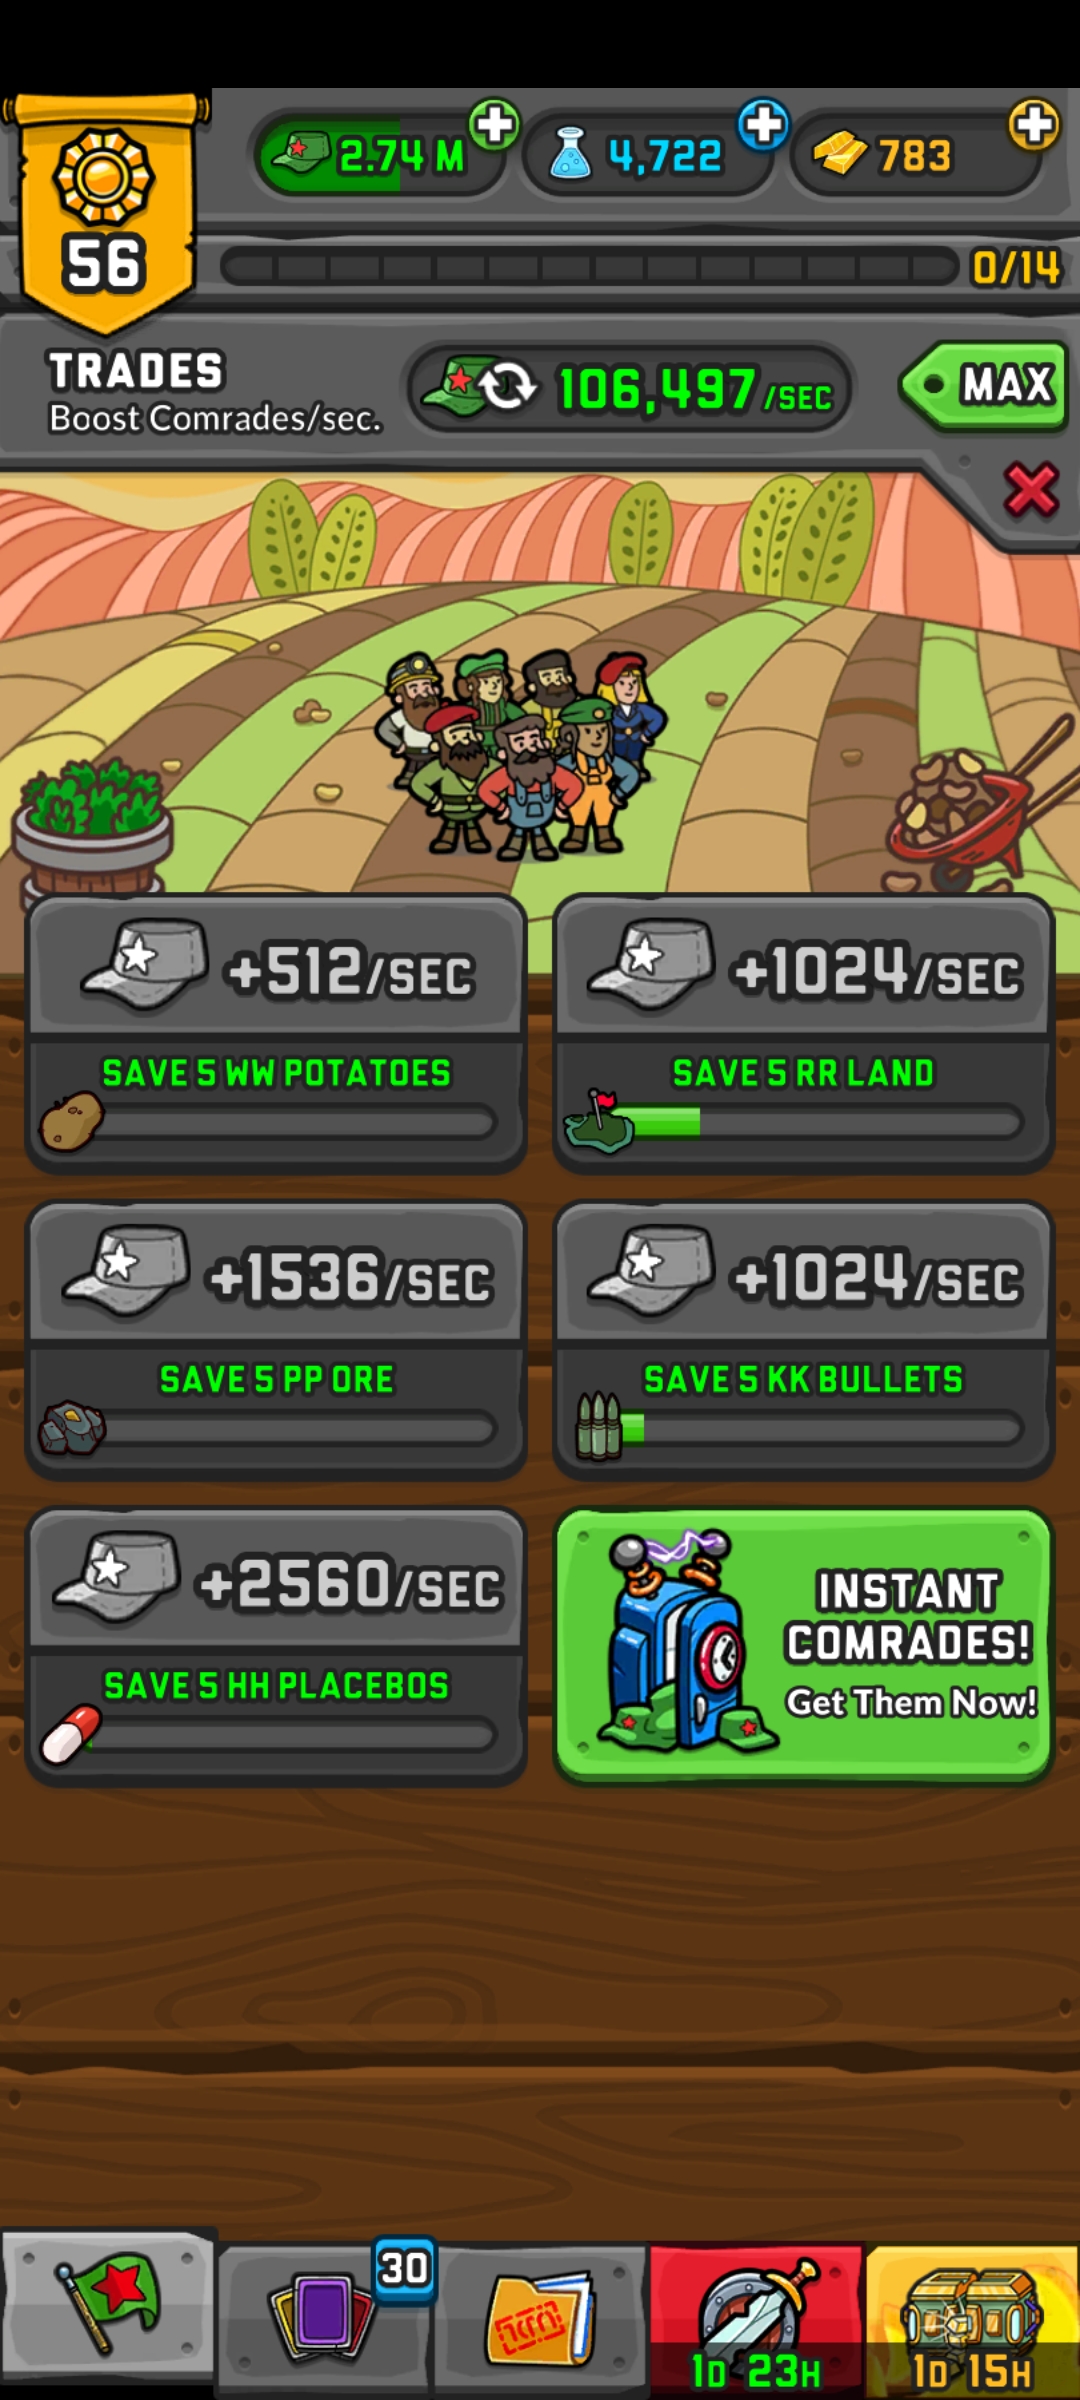 2.74 M
4,722
783
56
0/14
TRADES
Boost Comrades/sec.
106,497/SEC
MAX
+512/SEC
+1024/SEC
SAVE 5 WW POTATOES
SAVE 5 RR LAND
+1536/SEC
+1024/SEC
SAVE 5 PP ORE
SAVE 5 KK BULLETS
+2560/SEC
SAVE 5 HH PLACEBOS
INSTANT
COMRADES!
Get Them Now!
30
1D 23H
1D 15H